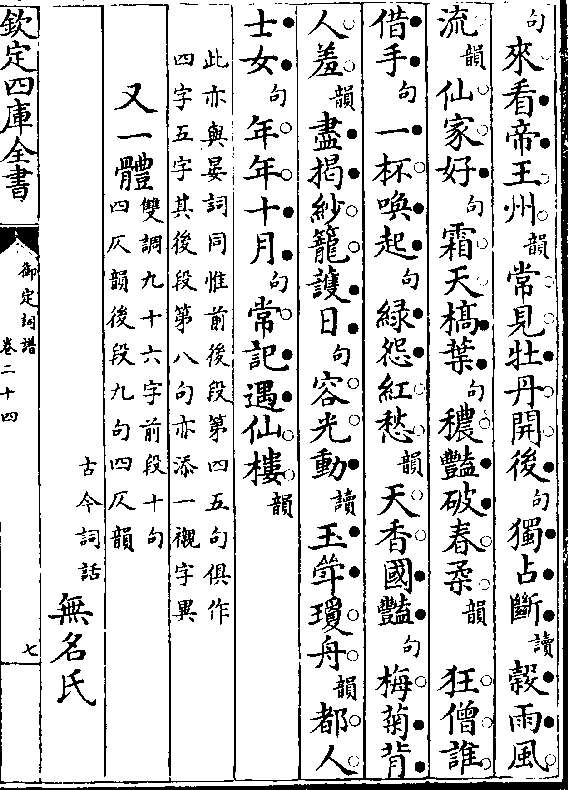 句來看帝王州韻常見牡丹開後句獨占斷讀榖雨風
流韻仙家好句霜天槁葉句穠豔破春柔韻　狂僧誰
借手句一杯喚起句綠怨紅愁韻天香國豔句梅菊背
人羞韻盡揭紗籠護日句容光動讀玉斝瓊舟韻都人
士女句年年十月句常記遇仙樓韻
此亦與晏詞同惟前後段第四五句俱作
四字五字其後段第八句亦添一襯字異
又一體雙調九十六字前段十句
四仄韻後段九句四仄韻
古今詞話　無名氏
欽定四庫全書
御定詞譜
卷二十四
七